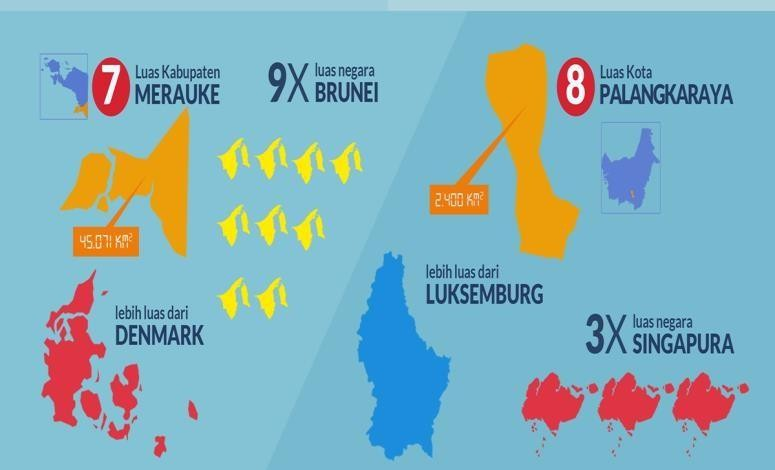 7
Luas Kabupaten
MERAUKE
9X
luas negara
BRUNEI
45.071 KM²
lebih luas dari
DENMARK
8
Luas Kota
PALANGKARAYA
2.400 KM²
lebih luas dari
LUKSEMBURG
3X
luas negara
SINGAPURA